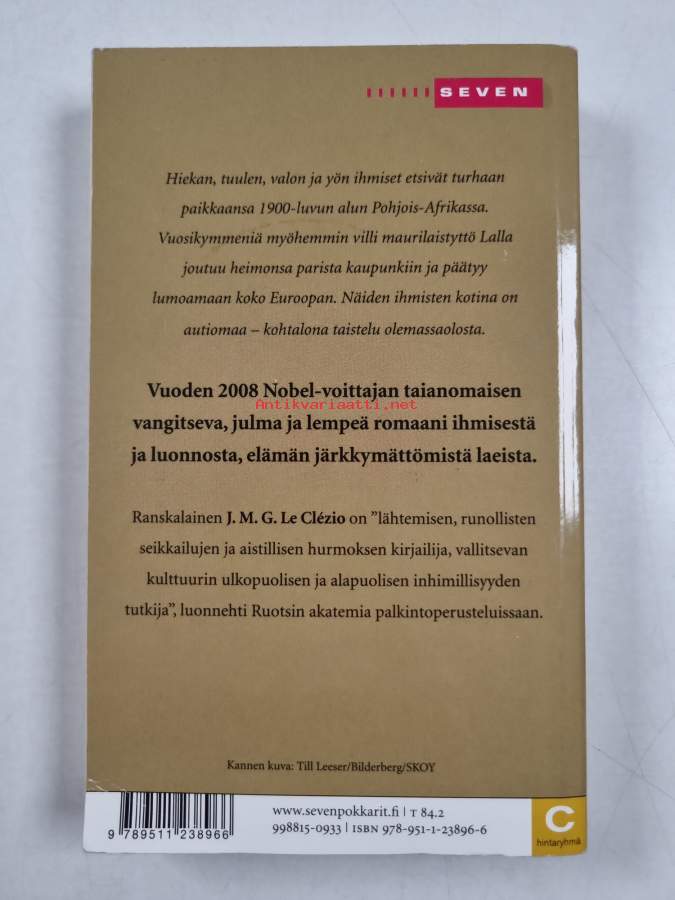 SEVEN
Hiekan, tuulen, valon ja yön ihmiset etsivät turhaan
paikkaansa 1900-luvun alun Pohjois-Afrikassa.
Vuosikymmeniä myöhemmin villi maurilaistyttö Lalla
joutuu heimonsa parista kaupunkiin ja päätyy
lumoamaan koko Euroopan. Näiden ihmisten kotina on
autiomaa – kohtalona taistelu olemassaolosta.
Vuoden 2008 Nobel-voittajan taianomaisen
Antikvariaatti.net
vangitseva, julma ja lempeä romaani ihmisestä
ja luonnosta, elämän järkkymättömistä laeista.
Ranskalainen J. M. G. Le Clézio on ”lähtemisen, runollisten
seikkailujen ja aistillisen hurmoksen kirjailija, vallitsevan
kulttuurin ulkopuolisen ja alapuolisen inhimillisyyden
tutkija”, luonnehti Ruotsin akatemia palkintoperusteluissaan.
Kannen kuva: Till Leeser/Bilderberg/SKOY
www.sevenpokkarit.fi | T 84.2
998815-0933 | ISBN 978-951-1-23896-6
9 789511 238966
C
hintaryhmä